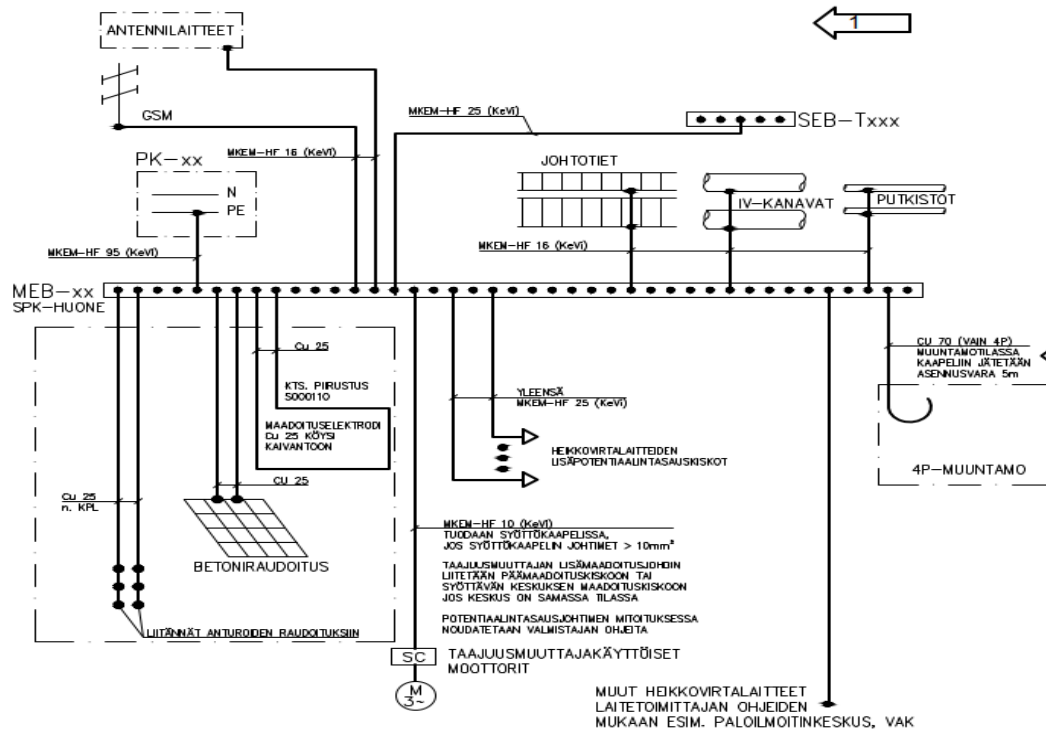 ANTENNILAITTEET
1
GSM
MKEM-HF 25 (KeVi)
SEB-Txxx
MKEM-HF 16 (KeVi)
PK-xx
N
PE
JOHTOTIET
IV-KANAVAT
PUTKISTOT
MKEM-HF 95 (KeVi)
MKEM-HF 16 (KeVi)
MEB-xx
SPK-HUONE
Cu 25
KTS. PIIRUSTUS
S000110
MAADOITUSELEKTRODI
Cu 25 KÖYSI
KAIVANTOON
Cu 25
Cu 25
n. KPL
BETONIRAUDOITUS
LIITÄNNÄT ANTUROIDEN RAUDOITUKSIIN
YLEENSÄ
MKEM-HF 25 (KeVi)
HEIKKOVIRTALAITTEIDEN
LISÄPOTENTIAALINTASAUSKISKOT
CU 70 (VAIN 4P)
MUUNTAMOTILASSA
KAAPELIIN JÄTETÄÄN
ASENNUSVARA 5m
4P-MUUNTAMO
MKEM-HF 10 (KeVi)
TUODAAN SYÖTTÖKAAPELISSA,
JOS SYÖTTÖKAAPELIN JOHTIMET > 10mm²
TAAJUUSMUUTTAJAN LISÄMAADOITUSJOHDIN
LIITETÄÄN PÄÄMAADOITUSKISKOON TAI
SYÖTTÄVÄN KESKUKSEN MAADOITUSKISKOON
JOS KESKUS ON SAMASSA TILASSA
POTENTIAALINTASAUSJOHTIMEN MITOITUKSESSA
NOUDATETAAN VALMISTAJAN OHJEITA
SC
TAAJUUSMUUTTAJAKÄYTTÖISET
MOOTTORIT
M
3~
MUUT HEIKKOVIRTALAITTEET
LAITETOIMITTAJAN OHJEIDEN
MUKAAN ESIM. PALOILMOITINKESKUS, VAK